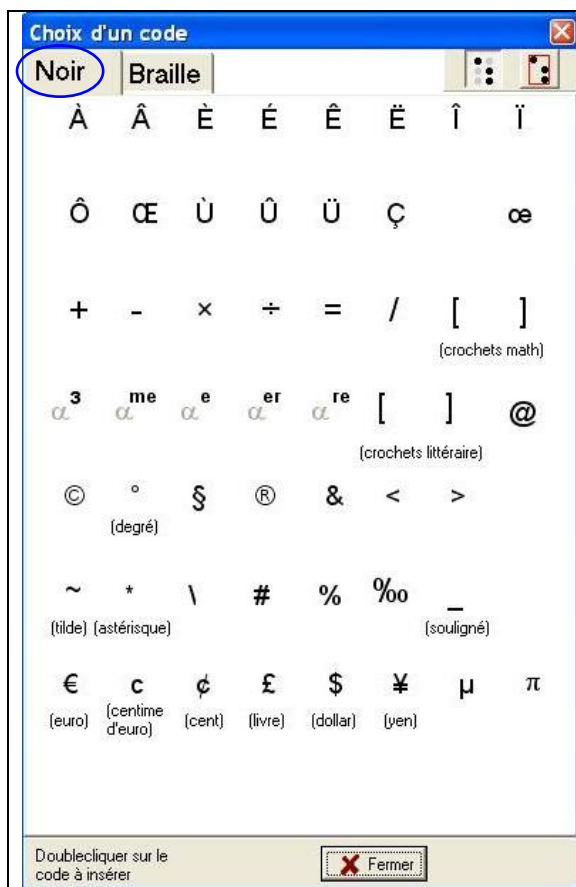 Choix d'un code
Noir Braille
À Â È É Ê Ë Î Ï
Ô Œ Ù Û Ü Ç œ
+ - × ÷ = / [ ]
(crochets math)
α³ αᵐᵉ αᵉ αᵉʳ αʳᵉ [ ] @
(crochets littéraire)
© ° § ® & < >
(degré)
~ * \ # % ‰ _
(tilde) (astérisque) (souligné)
€ c ¢ £ $ ¥ µ π
(euro) (centime d'euro) (cent) (livre) (dollar) (yen)
Doublecliquer sur le
code à insérer
Fermer